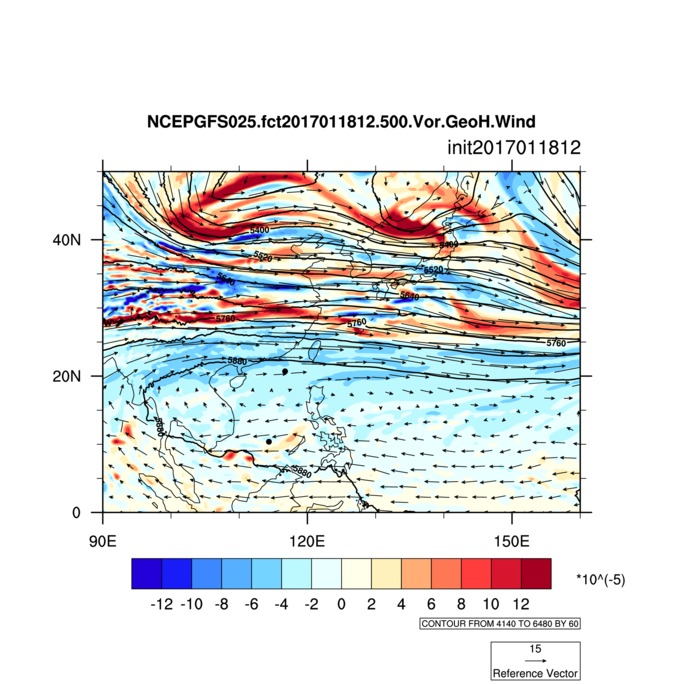 NCEPGFS025.fct2017011812.500.Vor.GeoH.Wind
init2017011812
5400
5400
5520
5520
5640
5640
5760
5760
5760
5880
5880
5880
40N
20N
0
90E 120E 150E
-12 -10 -8 -6 -4 -2 0 2 4 6 8 10 12
*10^(-5)
CONTOUR FROM 4140 TO 6480 BY 60
15
Reference Vector